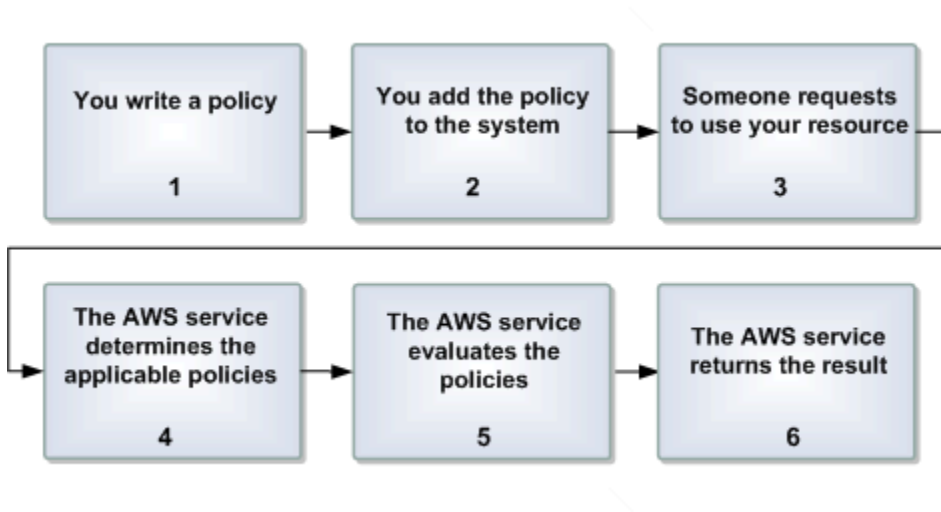 You write a policy
1
You add the policy
to the system
2
Someone requests
to use your resource
3
The AWS service
determines the
applicable policies
4
The AWS service
evaluates the
policies
5
The AWS service
returns the result
6